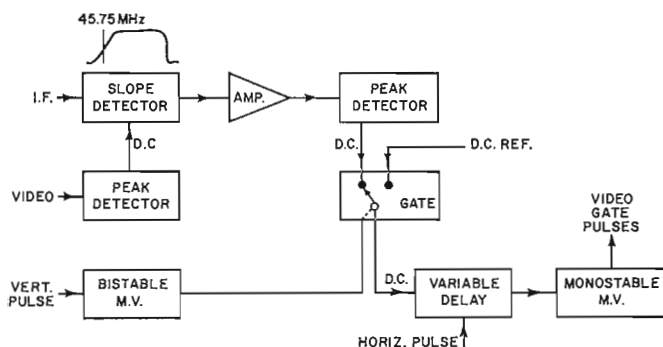 45.75 MHz
I.F.
SLOPE
DETECTOR
AMP.
PEAK
DETECTOR
D.C
D.C.
D.C. REF.
VIDEO
PEAK
DETECTOR
GATE
VIDEO
GATE
PULSES
VERT.
PULSE
BISTABLE
M.V.
D.C.
VARIABLE
DELAY
MONOSTABLE
M.V.
HORIZ. PULSE